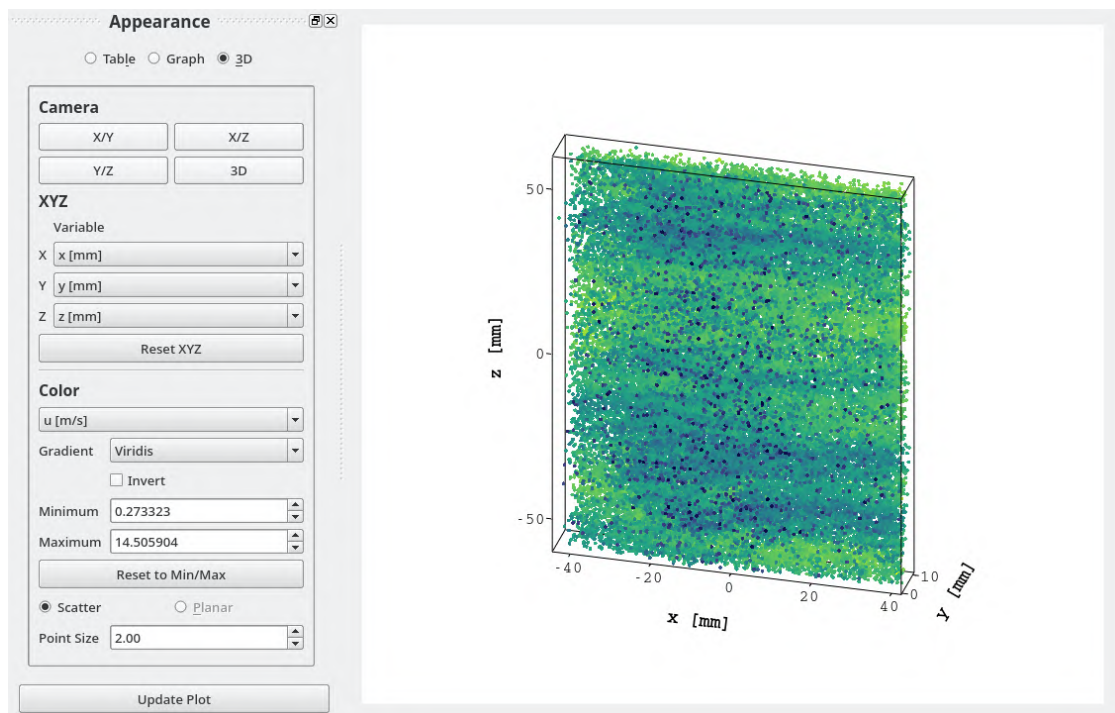 Appearance
Table Graph 3D
Camera
X/Y X/Z
Y/Z 3D
XYZ
Variable
X x [mm]
Y y [mm]
Z z [mm]
Reset XYZ
Color
u [m/s]
Gradient Viridis
Invert
Minimum 0.273323
Maximum 14.505904
Reset to Min/Max
Scatter Planar
Point Size 2.00
Update Plot
50
0
-50
z [mm]
-40
-20
0
20
40
x [mm]
0
10
y [mm]